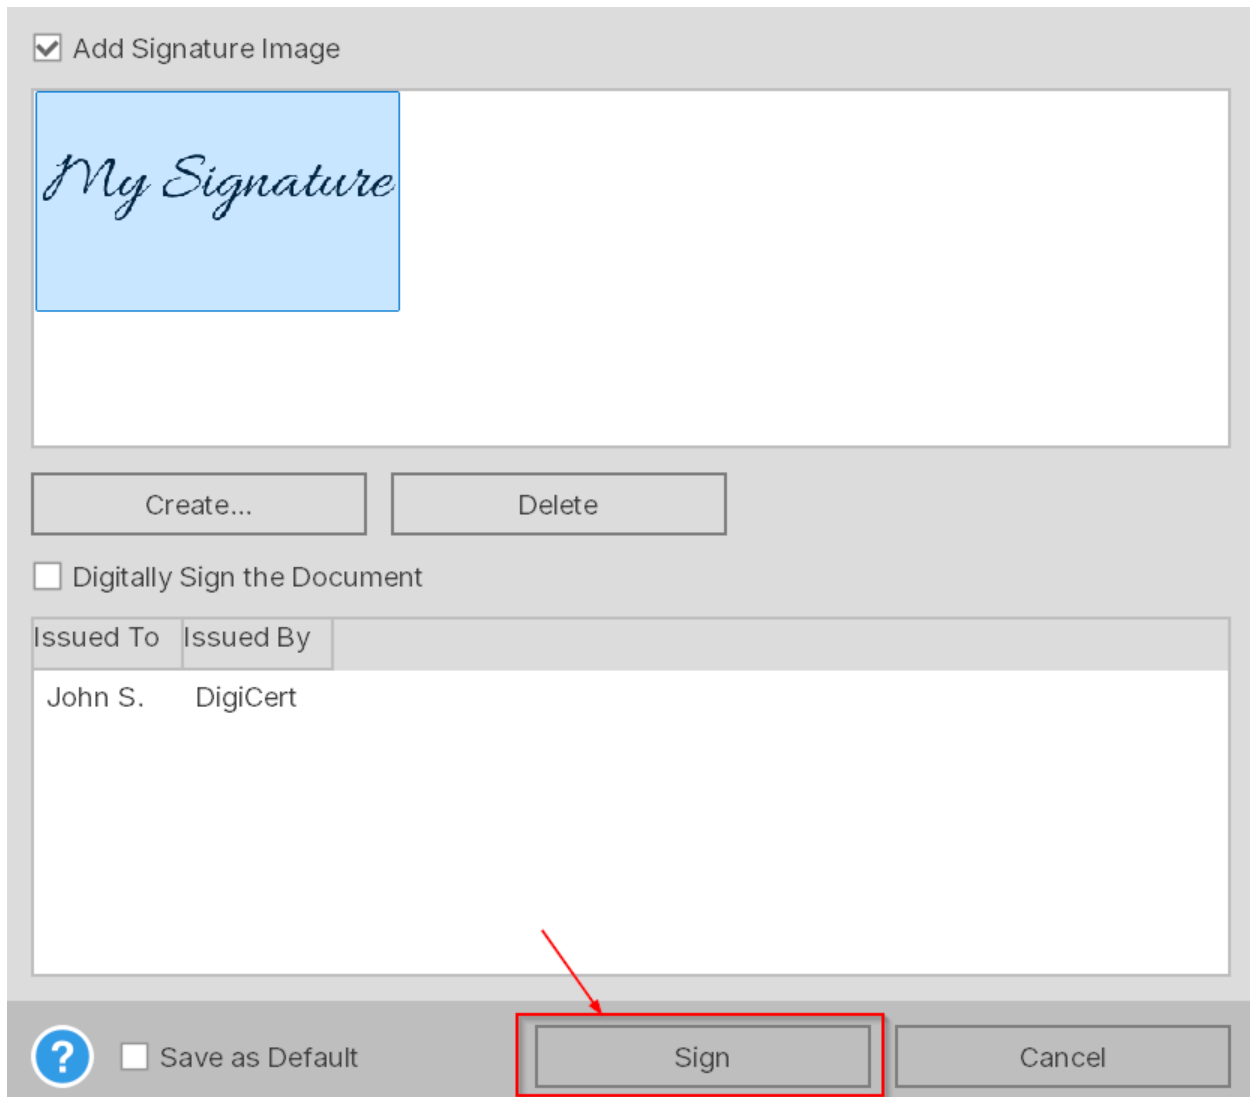 Add Signature Image
My Signature
Create...
Delete
Digitally Sign the Document
Issued To
Issued By
John S.
DigiCert
?
Save as Default
Sign
Cancel